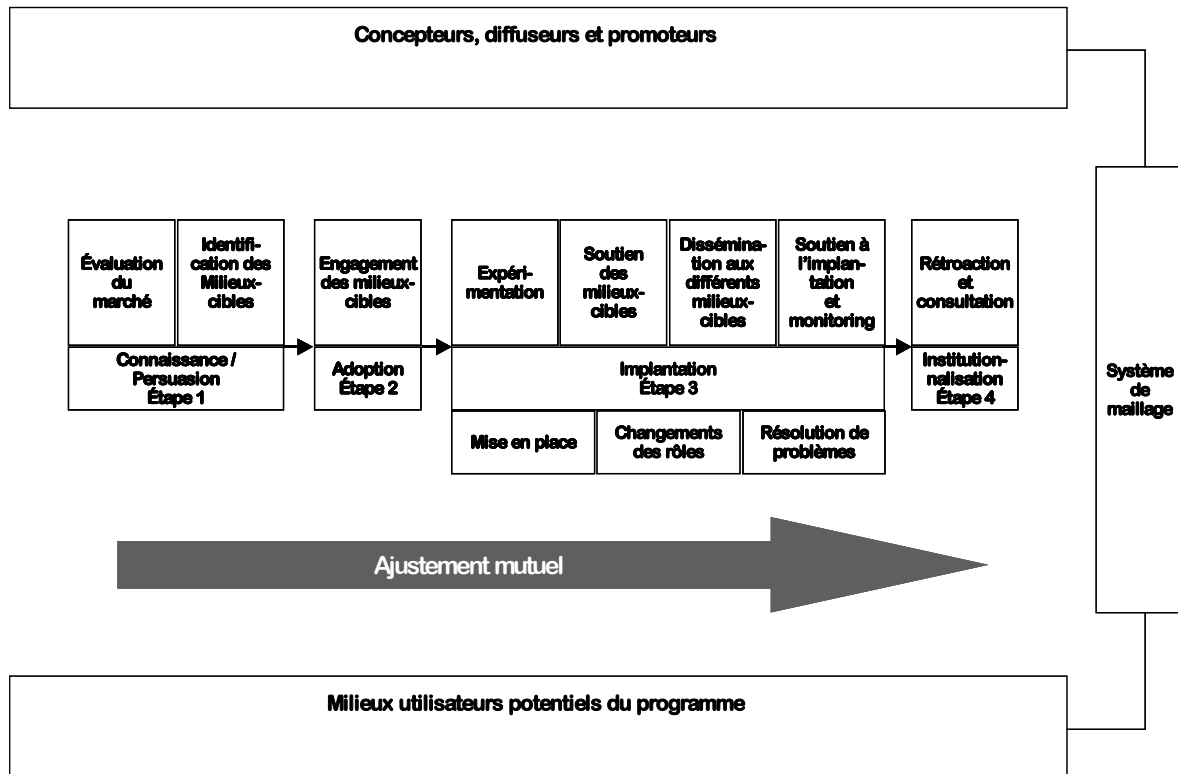 Concepteurs, diffuseurs et promoteurs
Évaluation
du
marché
Identifi-
cation des
Milieux-
cibles
Connaissance /
Persuasion
Étape 1
Engagement
des milieux-
cibles
Adoption
Étape 2
Expéri-
mentation
Soutien
des
milieux-
cibles
Dissémina-
tion aux
différents
milieux-
cibles
Soutien à
l'implan-
tation
et
monitoring
Implantation
Étape 3
Mise en place
Changements
des rôles
Résolution de
problèmes
Rétroaction
et
consultation
Institution-
nalisation
Étape 4
Système
de
maillage
Ajustement mutuel
Milieux utilisateurs potentiels du programme